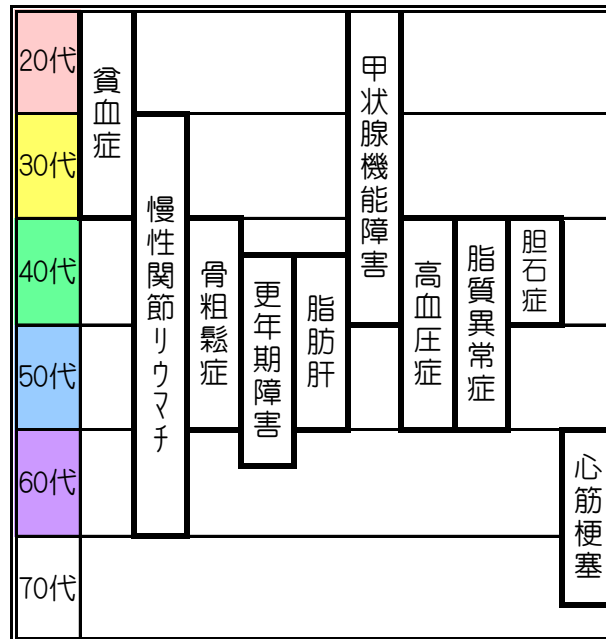 20代
30代
40代
50代
60代
70代
貧血症
慢性関節リウマチ
骨粗鬆症
更年期障害
脂肪肝
甲状腺機能障害
高血圧症
脂質異常症
胆石症
心筋梗塞